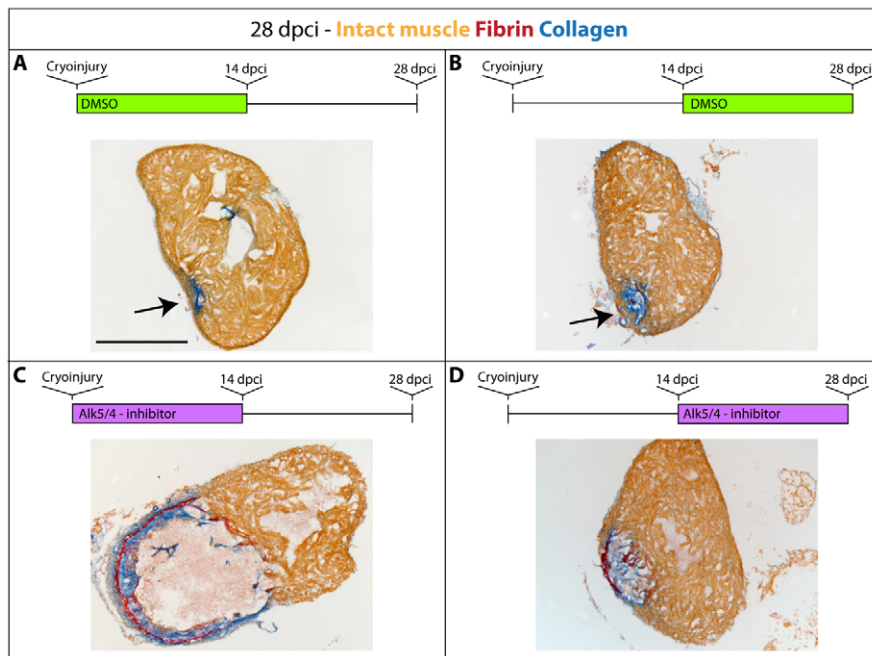 28 dpci - Intact muscle Fibrin Collagen
A
Cryoinjury 14 dpci 28 dpci
DMSO
B
Cryoinjury 14 dpci 28 dpci
DMSO
C
Cryoinjury 14 dpci 28 dpci
Alk5/4 - inhibitor
D
Cryoinjury 14 dpci 28 dpci
Alk5/4 - inhibitor